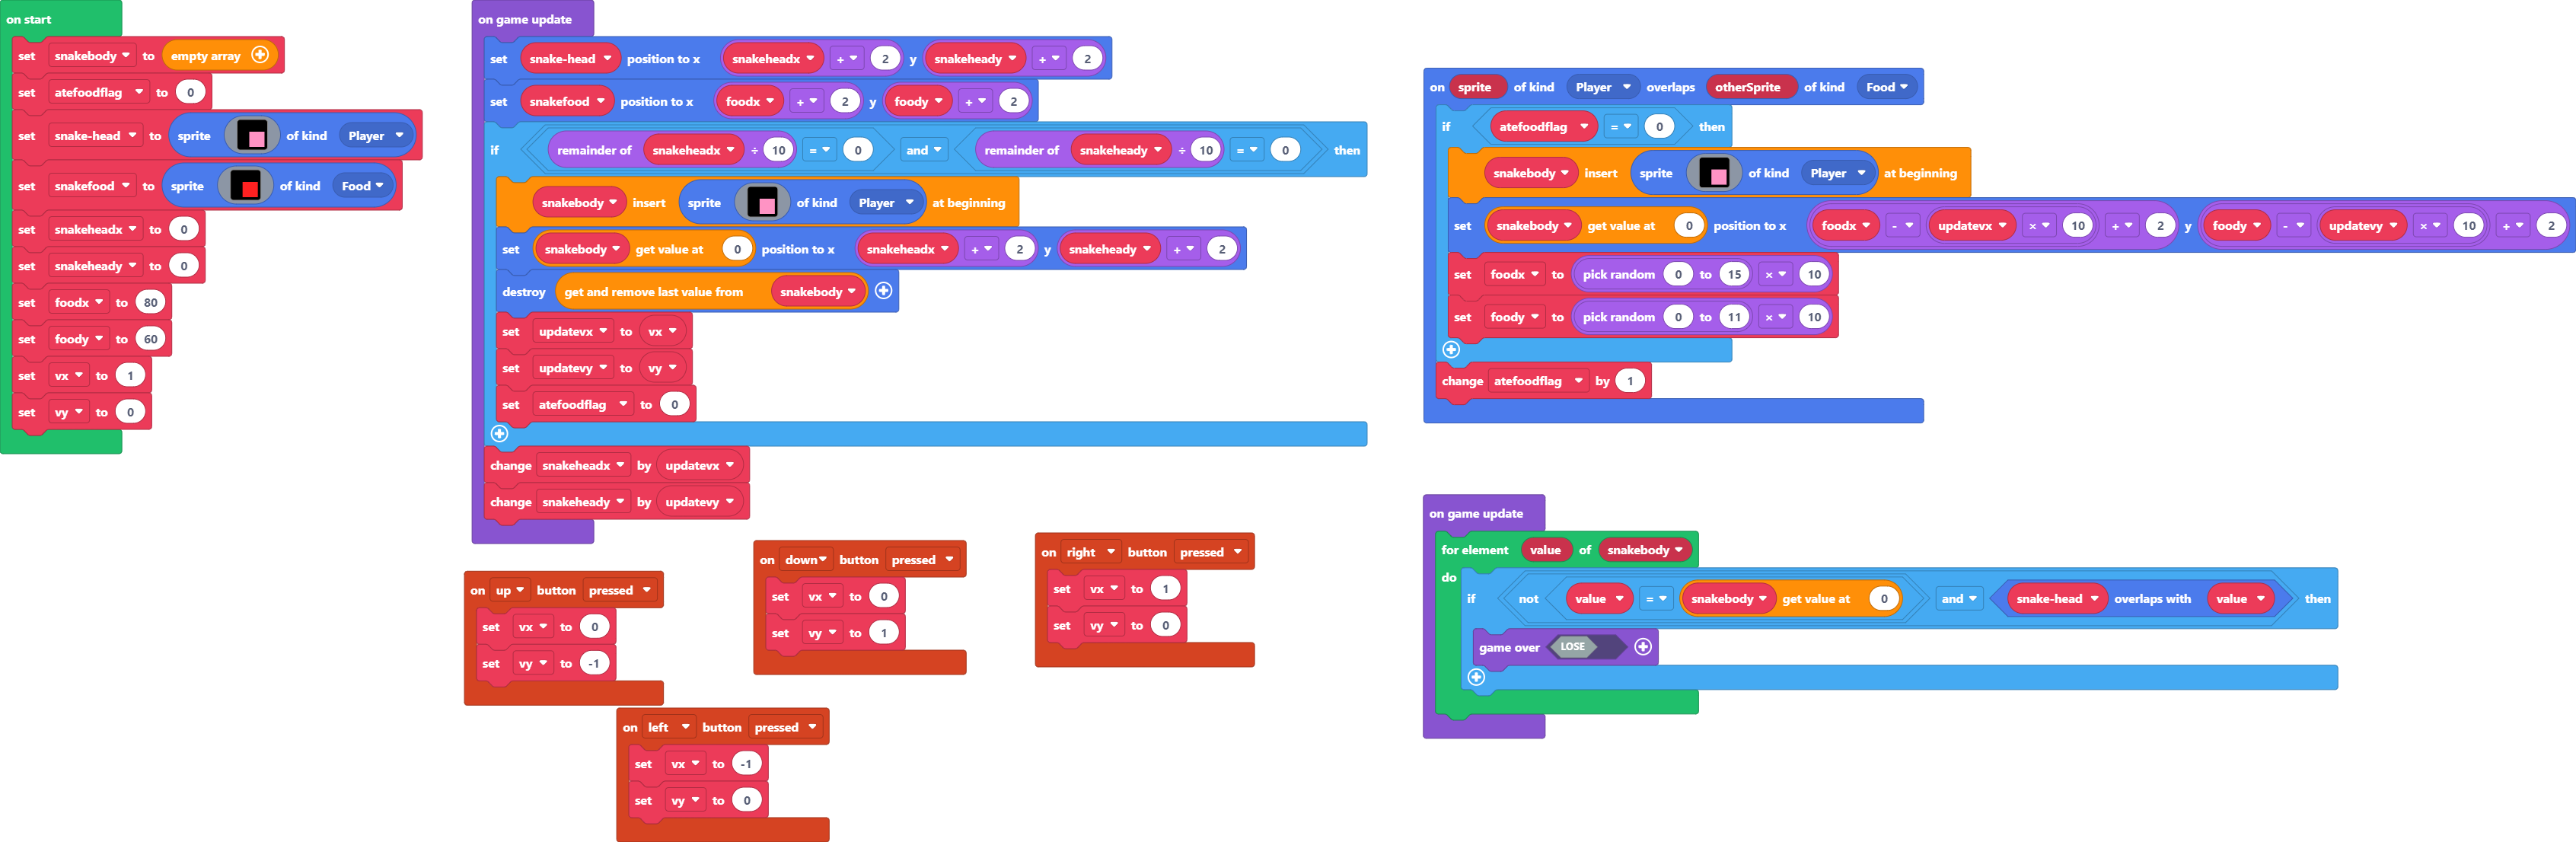 on start
set snakebody to empty array
set atefoodflag to 0
set snake-head to sprite of kind Player
set snakefood to sprite of kind Food
set snakeheadx to 0
set snakeheady to 0
set foodx to 80
set foody to 60
set vx to 1
set vy to 0
on game update
set snake-head position to x snakeheadx + 2 y snakeheady + 2
set snakefood position to x foodx + 2 y foody + 2
if remainder of snakeheadx ÷ 10 = 0 and remainder of snakeheady ÷ 10 = 0 then
snakebody insert sprite of kind Player at beginning
set snakebody get value at 0 position to x snakeheadx + 2 y snakeheady + 2
destroy get and remove last value from snakebody
set updatevx to vx
set updatevy to vy
set atefoodflag to 0
change snakeheadx by updatevx
change snakeheady by updatevy
on up button pressed
set vx to 0
set vy to -1
on down button pressed
set vx to 0
set vy to 1
on right button pressed
set vx to 1
set vy to 0
on left button pressed
set vx to -1
set vy to 0
on sprite of kind Player overlaps otherSprite of kind Food
if atefoodflag = 0 then
snakebody insert sprite of kind Player at beginning
set snakebody get value at 0 position to x foodx - updatevx × 10 + 2 y foody - updatevy × 10 + 2
set foodx to pick random 0 to 15 × 10
set foody to pick random 0 to 11 × 10
change atefoodflag by 1
on game update
for element value of snakebody
do
if not value = snakebody get value at 0 and snake-head overlaps with value then
game over LOSE